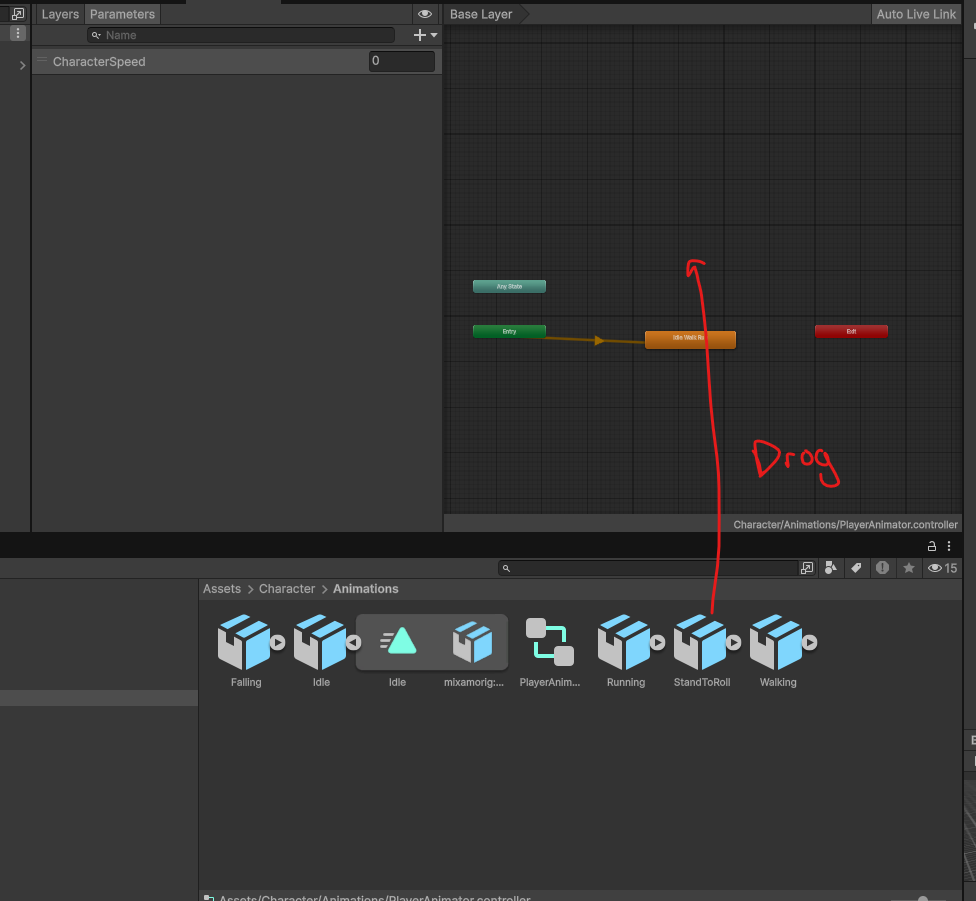 Layers Parameters
Base Layer
Auto Live Link
Name
CharacterSpeed
0
Any State
Entry
Idle Walk Ru
Exit
Drag
Character/Animations/PlayerAnimator.controller
15
Assets > Character > Animations
Falling
Idle
Idle
mixamorig:...
PlayerAnim...
Running
StandToRoll
Walking
Assets/Character/Animations/PlayerAnimator.controller